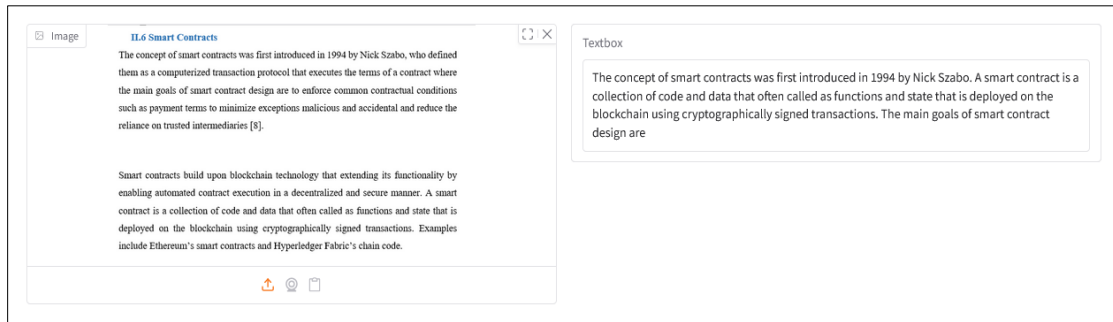 Image
II.6 Smart Contracts
The concept of smart contracts was first introduced in 1994 by Nick Szabo, who defined
them as a computerized transaction protocol that executes the terms of a contract where
the main goals of smart contract design are to enforce common contractual conditions
such as payment terms to minimize exceptions malicious and accidental and reduce the
reliance on trusted intermediaries [8].
Smart contracts build upon blockchain technology that extending its functionality by
enabling automated contract execution in a decentralized and secure manner. A smart
contract is a collection of code and data that often called as functions and state that is
deployed on the blockchain using cryptographically signed transactions. Examples
include Ethereum's smart contracts and Hyperledger Fabric's chain code.
Textbox
The concept of smart contracts was first introduced in 1994 by Nick Szabo. A smart contract is a
collection of code and data that often called as functions and state that is deployed on the
blockchain using cryptographically signed transactions. The main goals of smart contract
design are